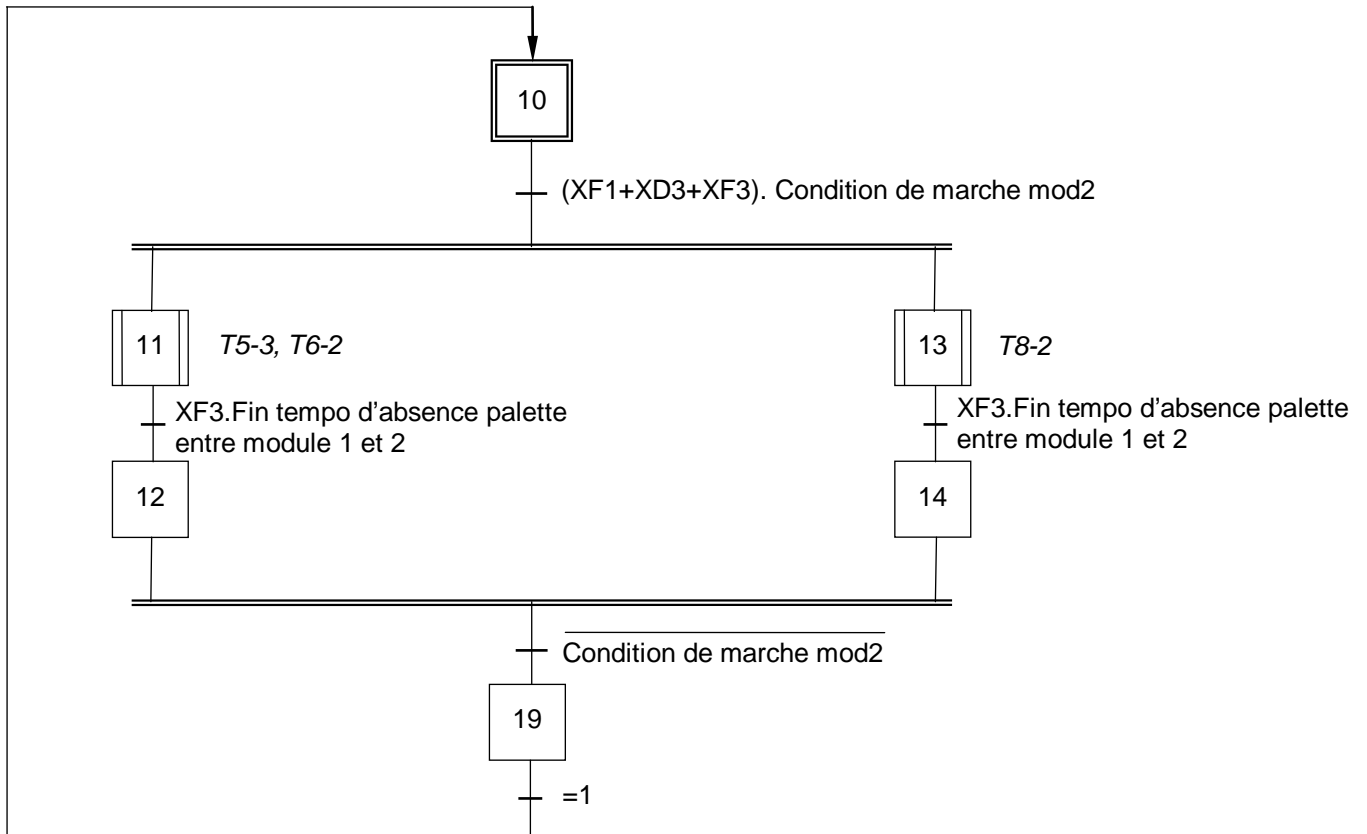 10
(XF1+XD3+XF3). Condition de marche mod2
11
T5-3, T6-2
13
T8-2
XF3.Fin tempo d'absence palette
entre module 1 et 2
XF3.Fin tempo d'absence palette
entre module 1 et 2
12
14
Condition de marche mod2
19
=1